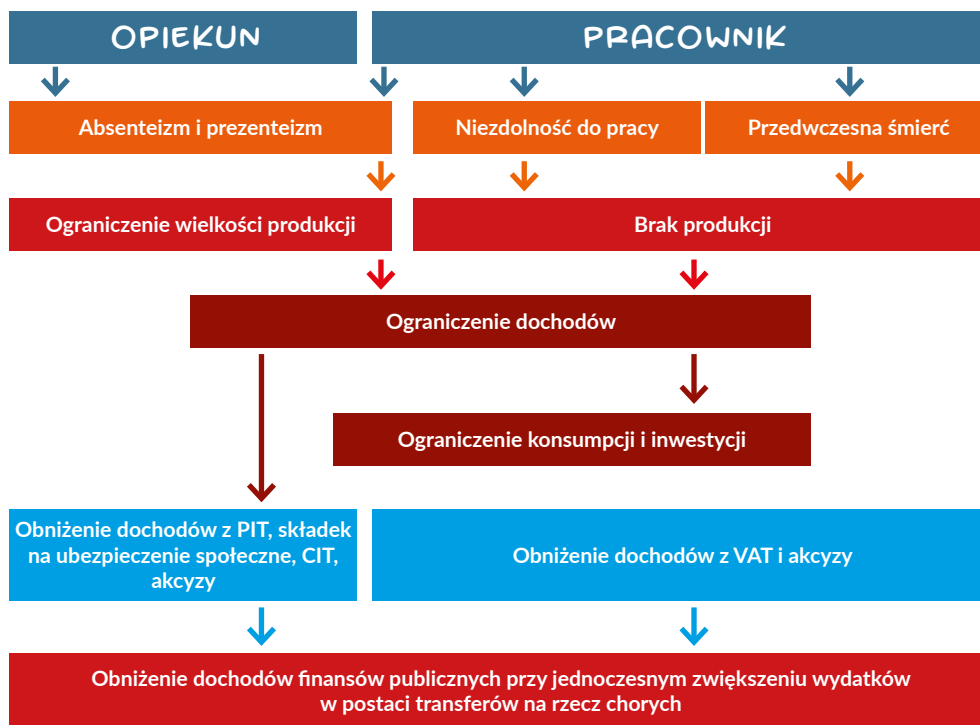 OPIEKUN
PRACOWNIK
Absenteizm i prezenteizm
Niezdolność do pracy
Przedwczesna śmierć
Ograniczenie wielkości produkcji
Brak produkcji
Ograniczenie dochodów
Ograniczenie konsumpcji i inwestycji
Obniżenie dochodów z PIT, składek
na ubezpieczenie społeczne, CIT,
akcyzy
Obniżenie dochodów z VAT i akcyzy
Obniżenie dochodów finansów publicznych przy jednoczesnym zwiększeniu wydatków
w postaci transferów na rzecz chorych